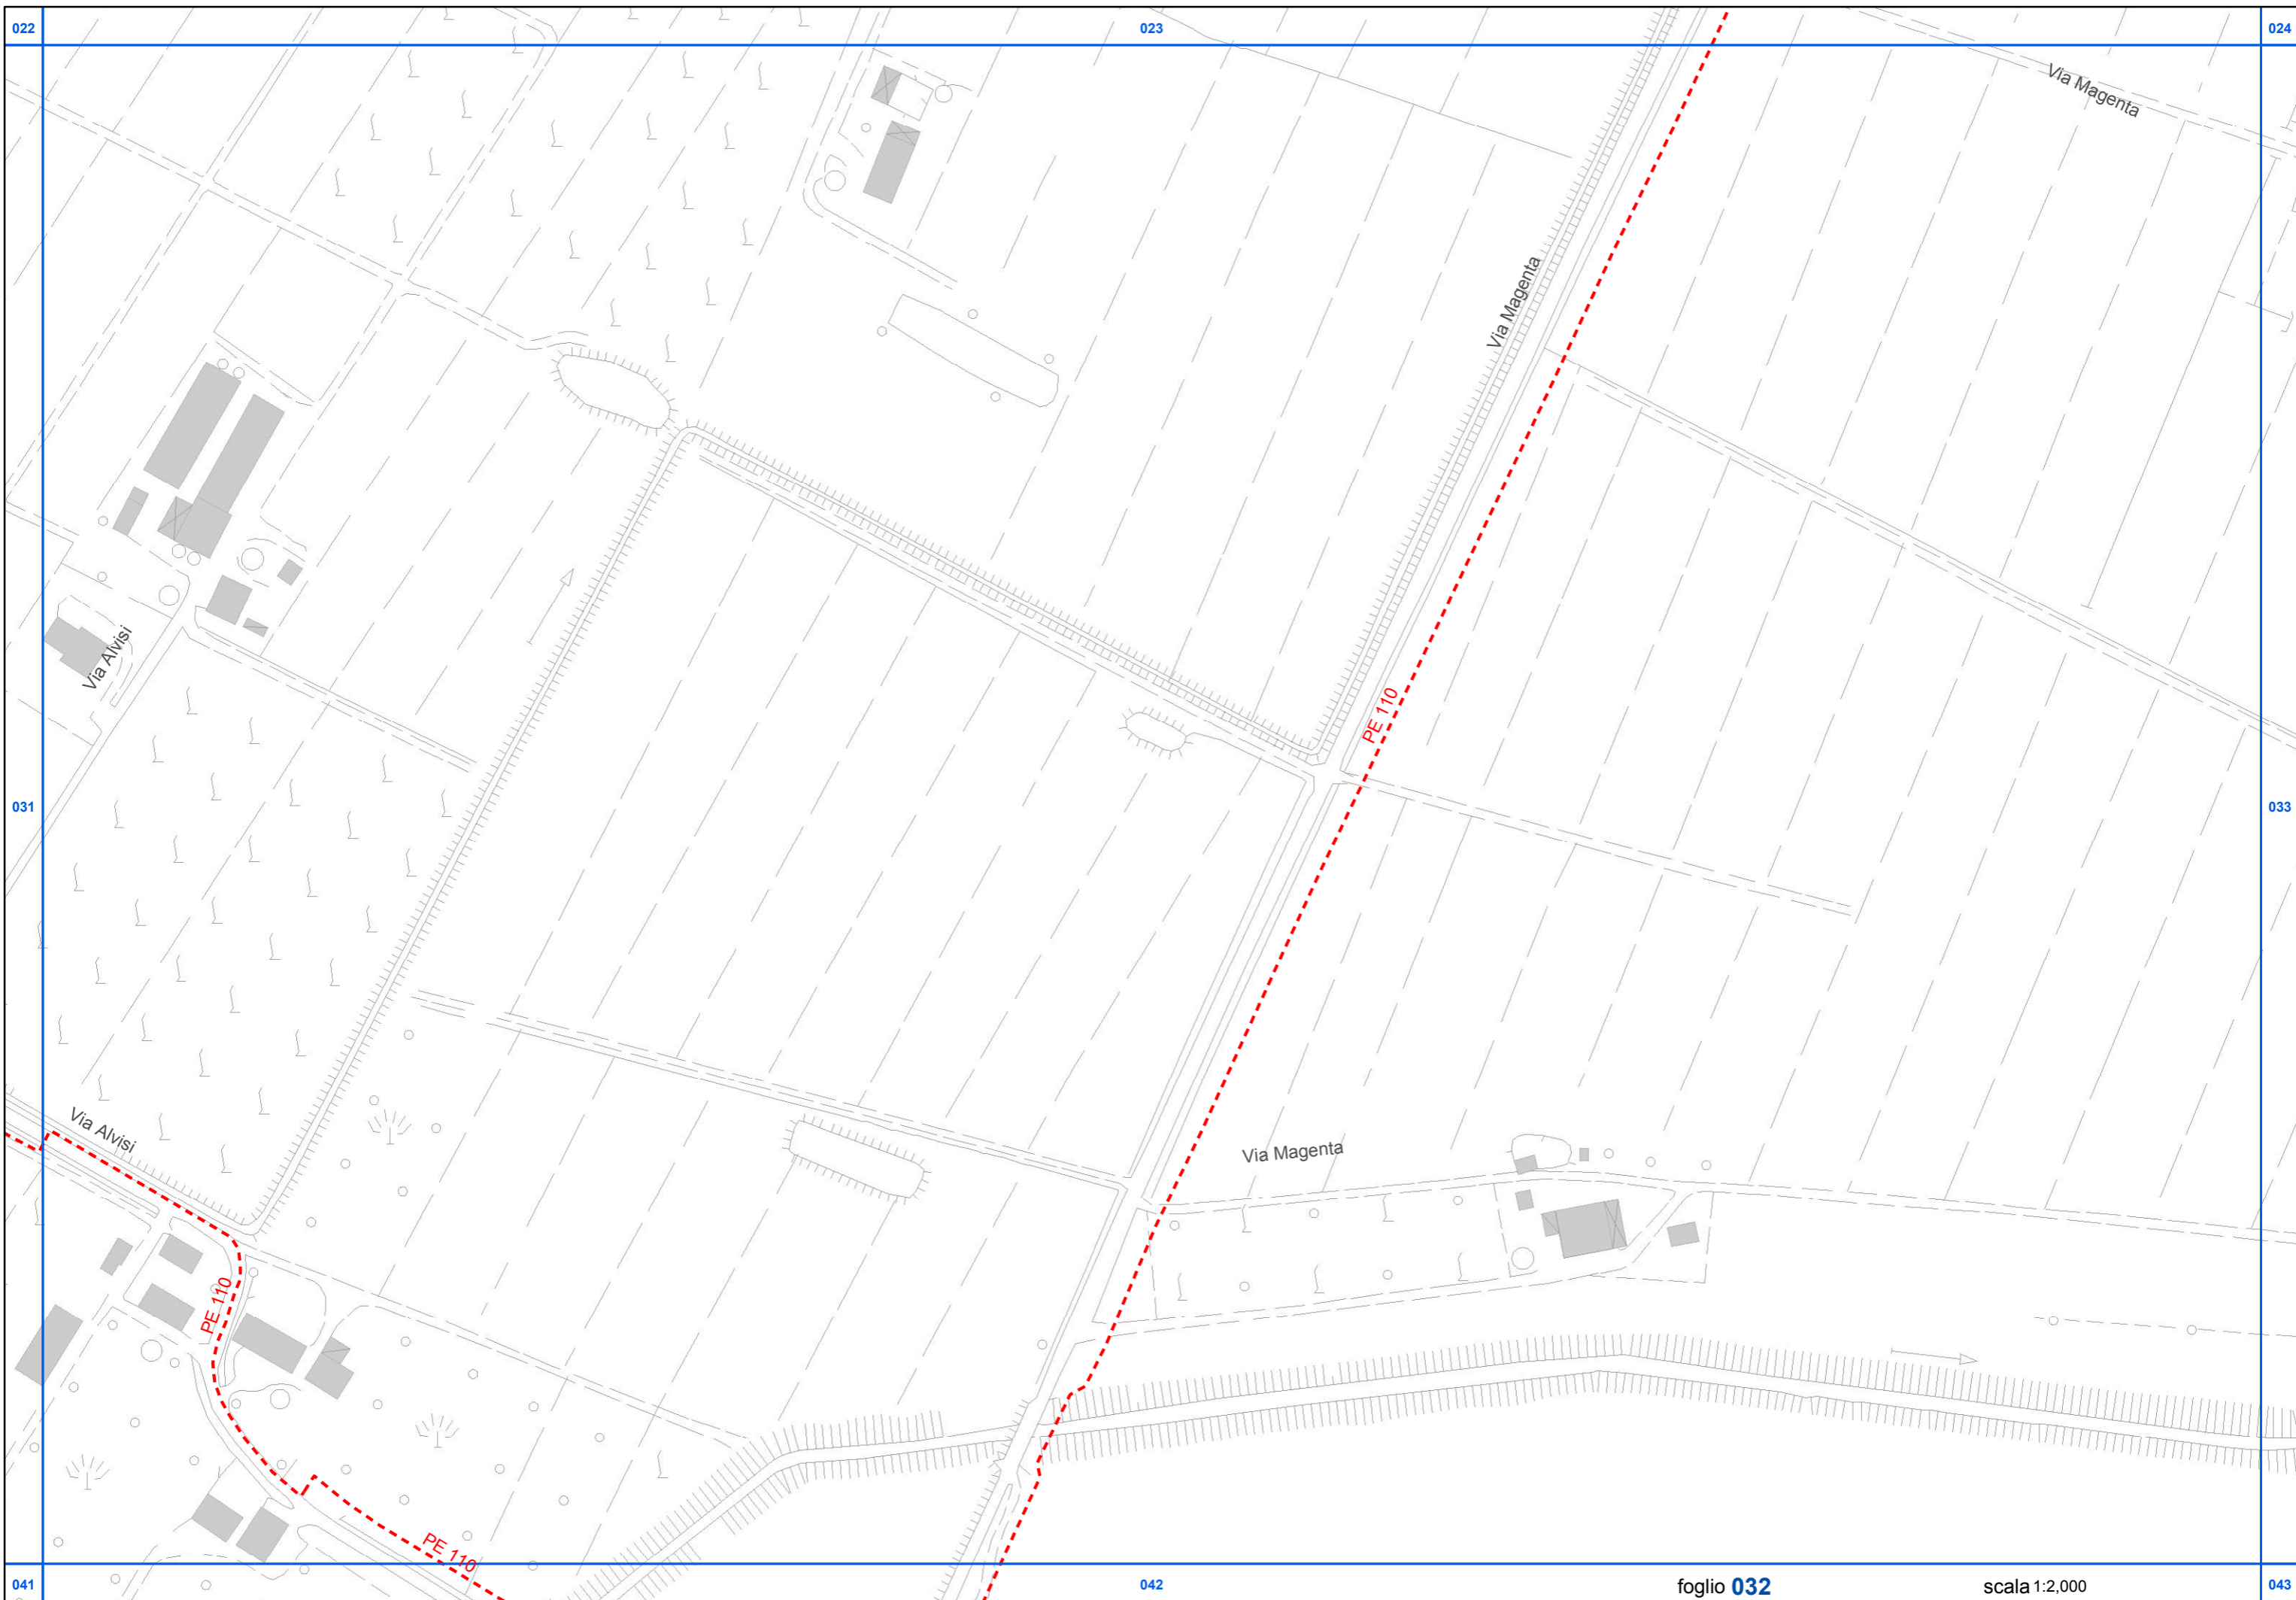 022
023
024
Via Magenta
Via Magenta
Via Alvisi
PE 110
031
033
Via Alvisi
Via Magenta
PE 110
PE 110
041
042
foglio 032
scala 1:2,000
043